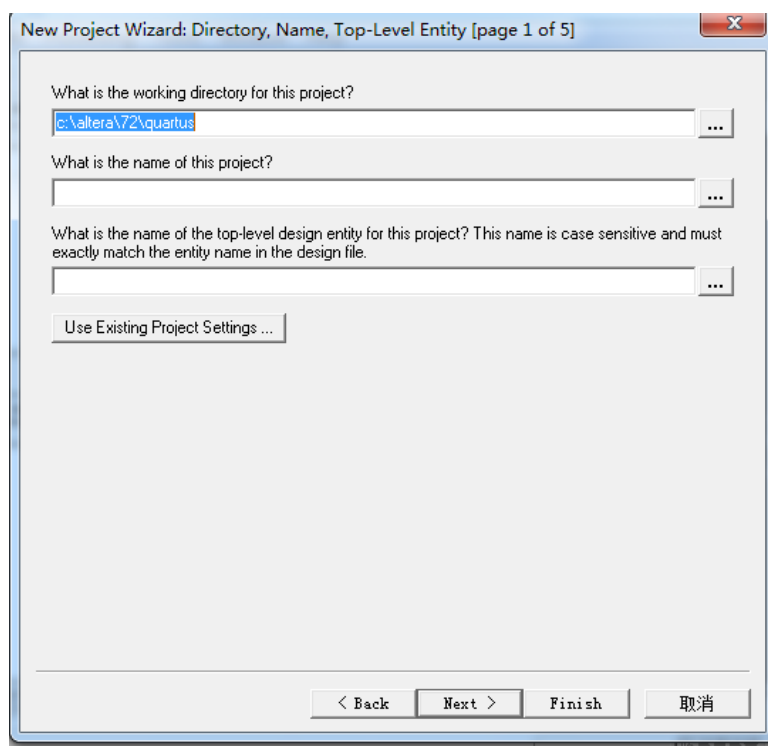 New Project Wizard: Directory, Name, Top-Level Entity [page 1 of 5]
What is the working directory for this project?
c:\altera\72\quartus
...
What is the name of this project?
...
What is the name of the top-level design entity for this project? This name is case sensitive and must
exactly match the entity name in the design file.
...
Use Existing Project Settings ...
< Back
Next >
Finish
取消